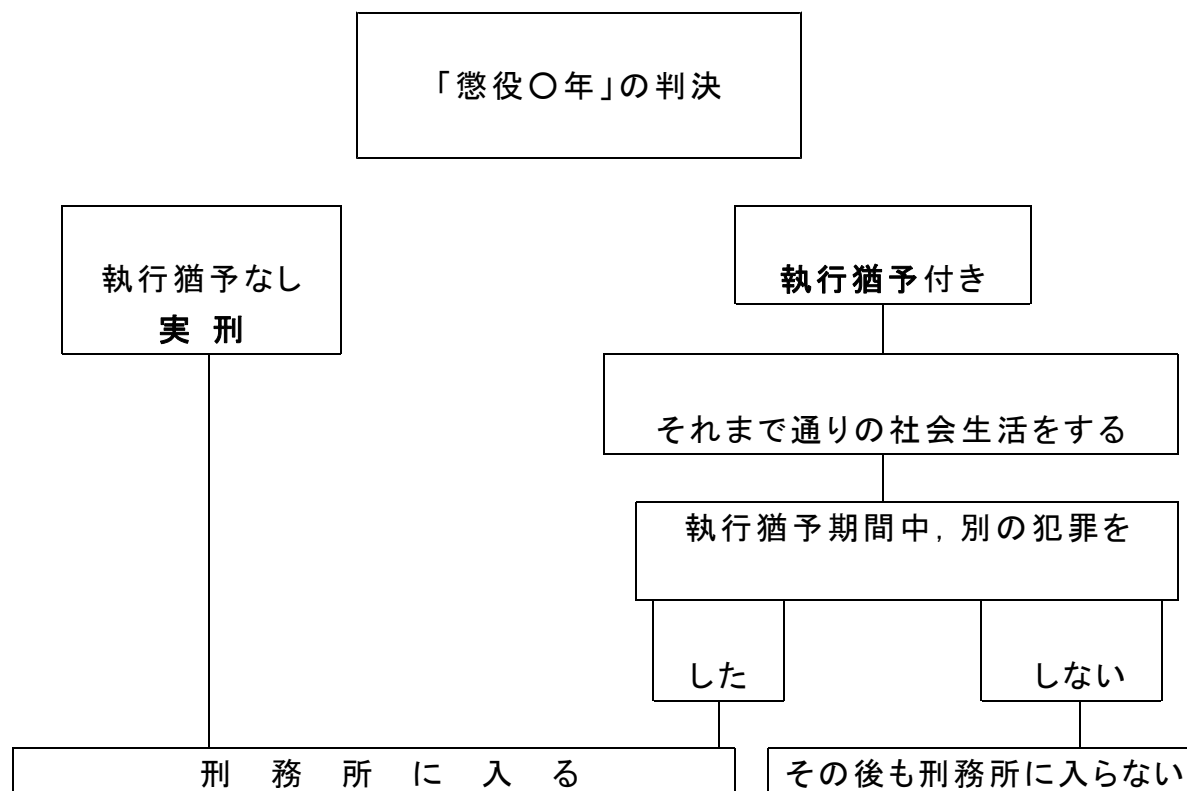 「懲役〇年」の判決
執行猶予なし
実 刑
執行猶予付き
それまで通りの社会生活をする
執行猶予期間中, 別の犯罪を
した
しない
刑 務 所 に 入 る
その後も刑務所に入らない